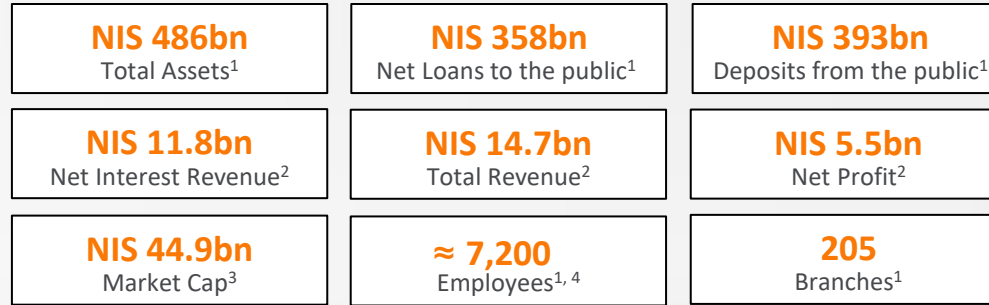 NIS 486bn
Total Assets¹
NIS 358bn
Net Loans to the public¹
NIS 393bn
Deposits from the public¹
NIS 11.8bn
Net Interest Revenue²
NIS 14.7bn
Total Revenue²
NIS 5.5bn
Net Profit²
NIS 44.9bn
Market Cap³
≈ 7,200
Employees¹, ⁴
205
Branches¹